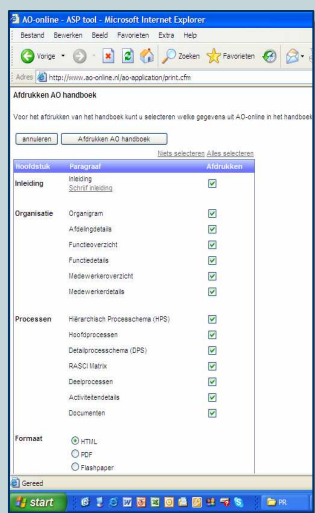 AO-online - ASP tool - Microsoft Internet Explorer
Bestand Bewerken Beeld Favorieten Extra Help
Vorige Zoeken Favorieten
Adres http://www.ao-online.nl/ao-application/print.cfm
Afdrukken AO handboek
Voor het afdrukken van het handboek kunt u selecteren welke gegevens uit AO-online in het handboek
annuleren Afdrukken AO handboek
Niets selecteren Alles selecteren
Hoofdstuk Paragraaf Afdrukken
Inleiding Inleiding
Schrijf inleiding
Organisatie Organigram
Afdelingdetails
Functieoverzicht
Functiedetails
Medewerkeroverzicht
Medewerkerdetails
Processen Hiërarchisch Processchema (HPS)
Hoofdprocessen
Detailprocesschema (DPS)
RASCI Matrix
Deelprocessen
Activiteitendetails
Documenten
Formaat HTML
PDF
Flashpaper
Gereed
start PR